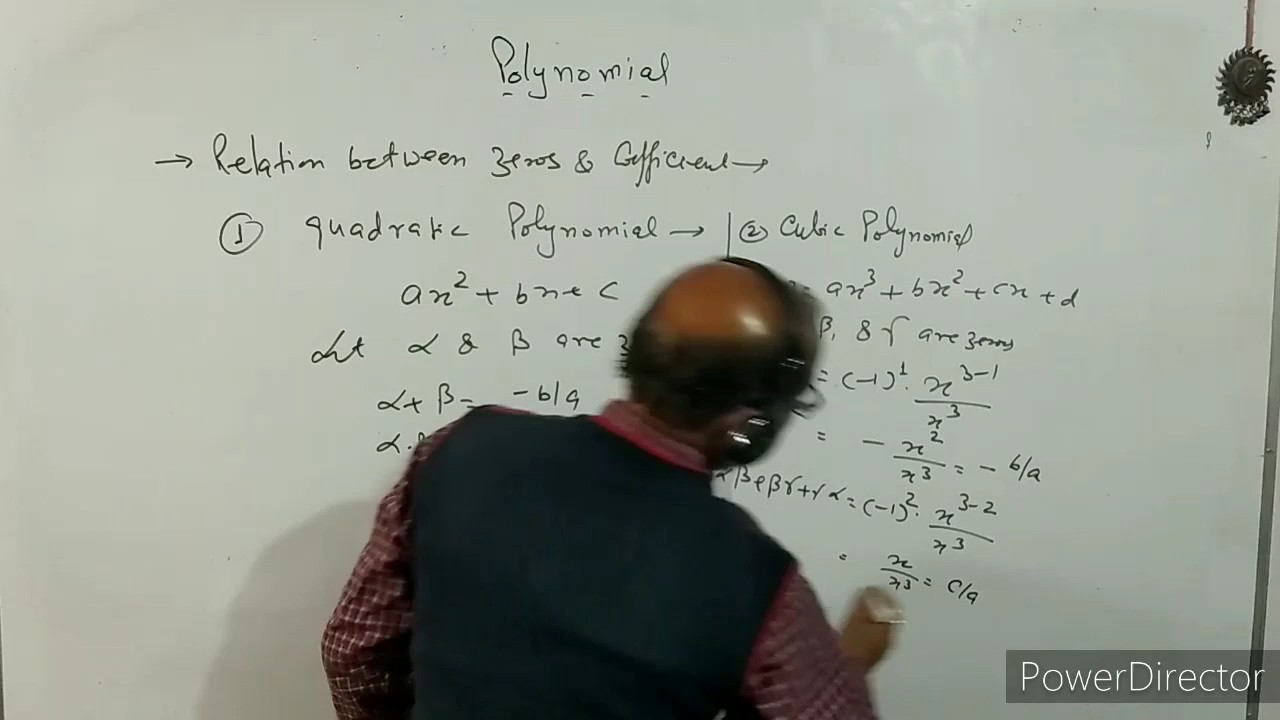 Polynomial
→ Relation between zeros & Cofficient →
① quadratic Polynomial →
ax² + bx + c
Let α & β are
α + β = - b/a
α.
② Cubic Polynomial
ax³ + bx² + cx + d
β, & γ are zeros
= (-1)¹. x³⁻¹/x³
= - x²/x³ = - b/a
αβ+βγ+γα = (-1)². x³⁻²/x³
= x/x³ = c/a
PowerDirector